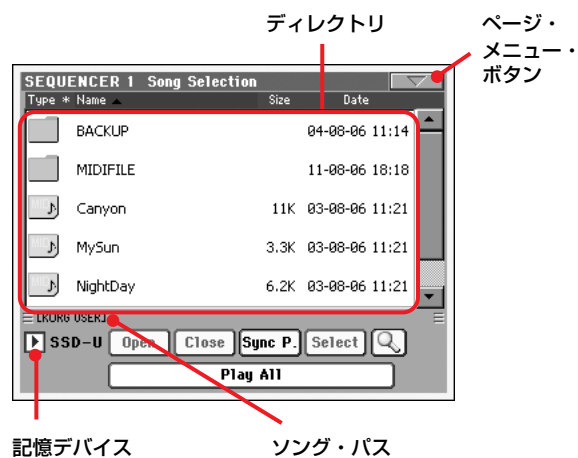 ディレクトリ
ページ・
メニュー・
ボタン
SEQUENCER 1 Song Selection
Type * Name Size Date
BACKUP 04-08-06 11:14
MIDIFILE 11-08-06 18:18
Canyon 11K 03-08-06 11:21
MySun 3.3K 03-08-06 11:21
NightDay 6.2K 03-08-06 11:21
[KORG USER]
SSD-U Open Close Sync P. Select
Play All
記憶デバイス ソング・パス